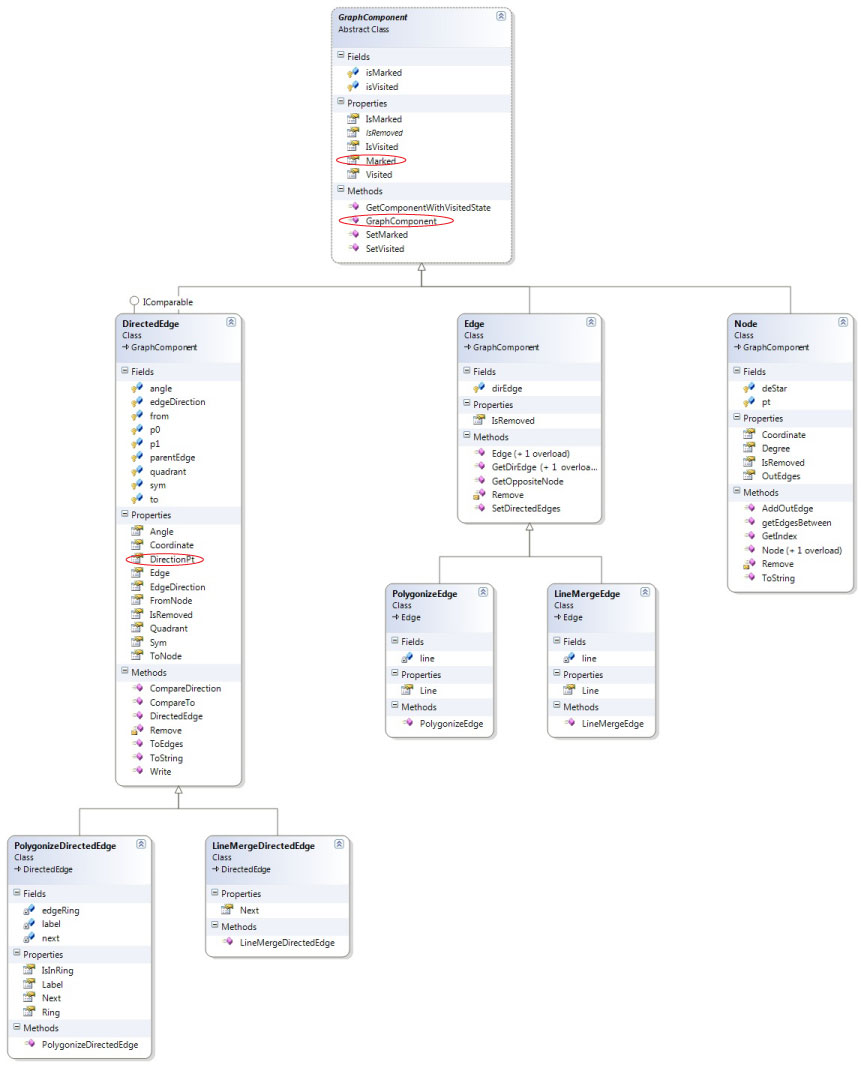 GraphComponent
Abstract Class
Fields
isMarked
isVisited
Properties
IsMarked
IsRemoved
IsVisited
Marked
Visited
Methods
GetComponentWithVisitedState
GraphComponent
SetMarked
SetVisited
IComparable
DirectedEdge
Class
GraphComponent
Fields
angle
edgeDirection
from
p0
p1
parentEdge
quadrant
sym
to
Properties
Angle
Coordinate
DirectionPt
Edge
EdgeDirection
FromNode
IsRemoved
Quadrant
Sym
ToNode
Methods
CompareDirection
CompareTo
DirectedEdge
Remove
ToEdges
ToString
Write
Edge
Class
GraphComponent
Fields
dirEdge
Properties
IsRemoved
Methods
Edge (+ 1 overload)
GetDirEdge (+ 1 overloa...
GetOppositeNode
Remove
SetDirectedEdges
Node
Class
GraphComponent
Fields
deStar
pt
Properties
Coordinate
Degree
IsRemoved
OutEdges
Methods
AddOutEdge
getEdgesBetween
GetIndex
Node (+ 1 overload)
Remove
ToString
PolygonizeEdge
Class
Edge
Fields
line
Properties
Line
Methods
PolygonizeEdge
LineMergeEdge
Class
Edge
Fields
line
Properties
Line
Methods
LineMergeEdge
PolygonizeDirectedEdge
Class
DirectedEdge
Fields
edgeRing
label
next
Properties
IsInRing
Label
Next
Ring
Methods
PolygonizeDirectedEdge
LineMergeDirectedEdge
Class
DirectedEdge
Properties
Next
Methods
LineMergeDirectedEdge